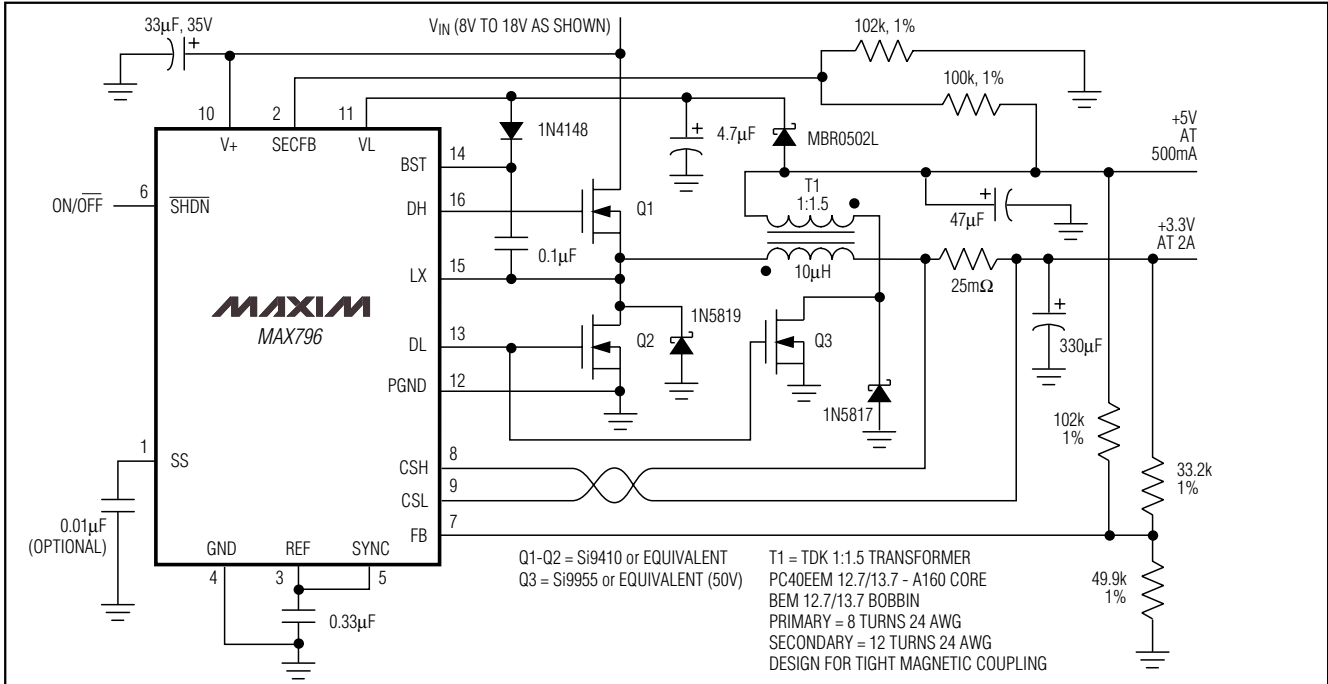 33µF, 35V
+
VIN (8V TO 18V AS SHOWN)
102k, 1%
100k, 1%
+5V
AT
500mA
10
2
11
V+
SECFB
VL
1N4148
+
4.7µF
MBR0502L
BST
14
6
ON/OFF
SHDN
DH
16
Q1
T1
1:1.5
+
47µF
+3.3V
AT 2A
0.1µF
LX
15
10µH
25mΩ
MAXIM
MAX796
1N5819
DL
13
Q2
Q3
+
330µF
PGND
12
1N5817
102k
1%
1
SS
CSH
8
33.2k
1%
CSL
9
0.01µF
(OPTIONAL)
FB
7
GND
REF
SYNC
4
3
5
0.33µF
Q1-Q2 = Si9410 or EQUIVALENT
Q3 = Si9955 or EQUIVALENT (50V)
T1 = TDK 1:1.5 TRANSFORMER
PC40EEM 12.7/13.7 - A160 CORE
BEM 12.7/13.7 BOBBIN
PRIMARY = 8 TURNS 24 AWG
SECONDARY = 12 TURNS 24 AWG
DESIGN FOR TIGHT MAGNETIC COUPLING
49.9k
1%